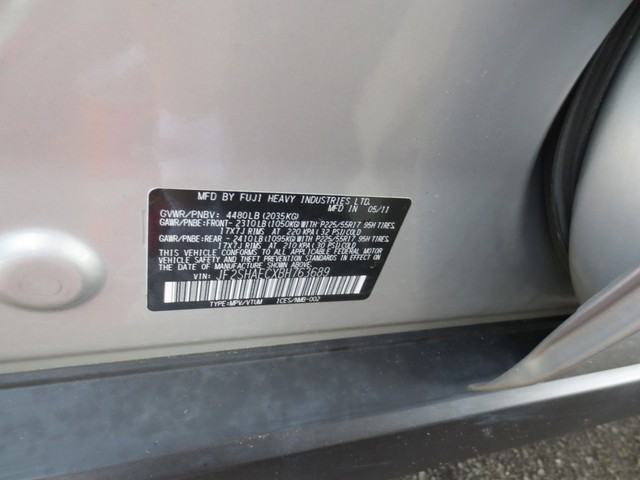 MFD BY FUJI HEAVY INDUSTRIES LTD.
IN 05/11
GVWR/PNBV: 4480LB(2035KG)
GAWR/PNBE:FRONT- 2310LB(1050KG)WITH P225/55R17 95H TIRES
17X7JJ RIMS AT 220 KPA(32 PSI)COLD
GAWR/PNBE:REAR -2410LB(1095KG)WITH P225/55R17 95H TIRES
17X7JJ RIMS AT 210 KPA(30 PSI)COLD
THIS VEHICLE CONFORMS TO ALL APPLICABLE
FEDERAL MOTOR VEHICLE SAFETY AND THEFT PREVENTION STANDARDS IN EFFECT
ON THE DATE OF MANUFACTURE SHOWN ABOVE.
VIN: JF2SHAECXBH763689
TYPE:MPV/VTUM ICES/NMB-002